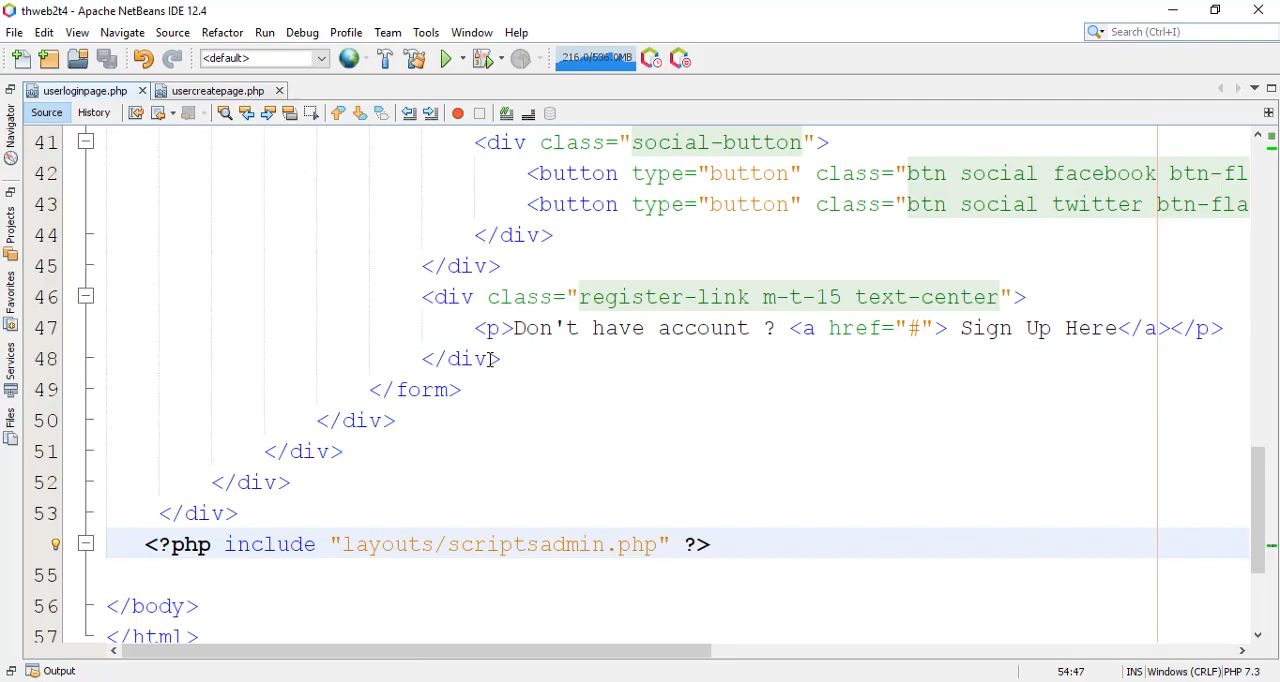 thweb2t4 - Apache NetBeans IDE 12.4
File Edit View Navigate Source Refactor Run Debug Profile Team Tools Window Help
Search (Ctrl+I)
<default>
216.0/536.0MB
userloginpage.php
usercreatepage.php
Source History
Navigator
Projects
Favorites
Services
Files
41 <div class="social-button">
42 <button type="button" class="btn social facebook btn-fl
43 <button type="button" class="btn social twitter btn-fla
44 </div>
45 </div>
46 <div class="register-link m-t-15 text-center">
47 <p>Don't have account ? <a href="#"> Sign Up Here</a></p>
48 </div>
49 </form>
50 </div>
51 </div>
52 </div>
53 </div>
<?php include "layouts/scriptsadmin.php" ?>
55
56 </body>
57 </html>
Output
54:47 INS Windows (CRLF) PHP 7.3